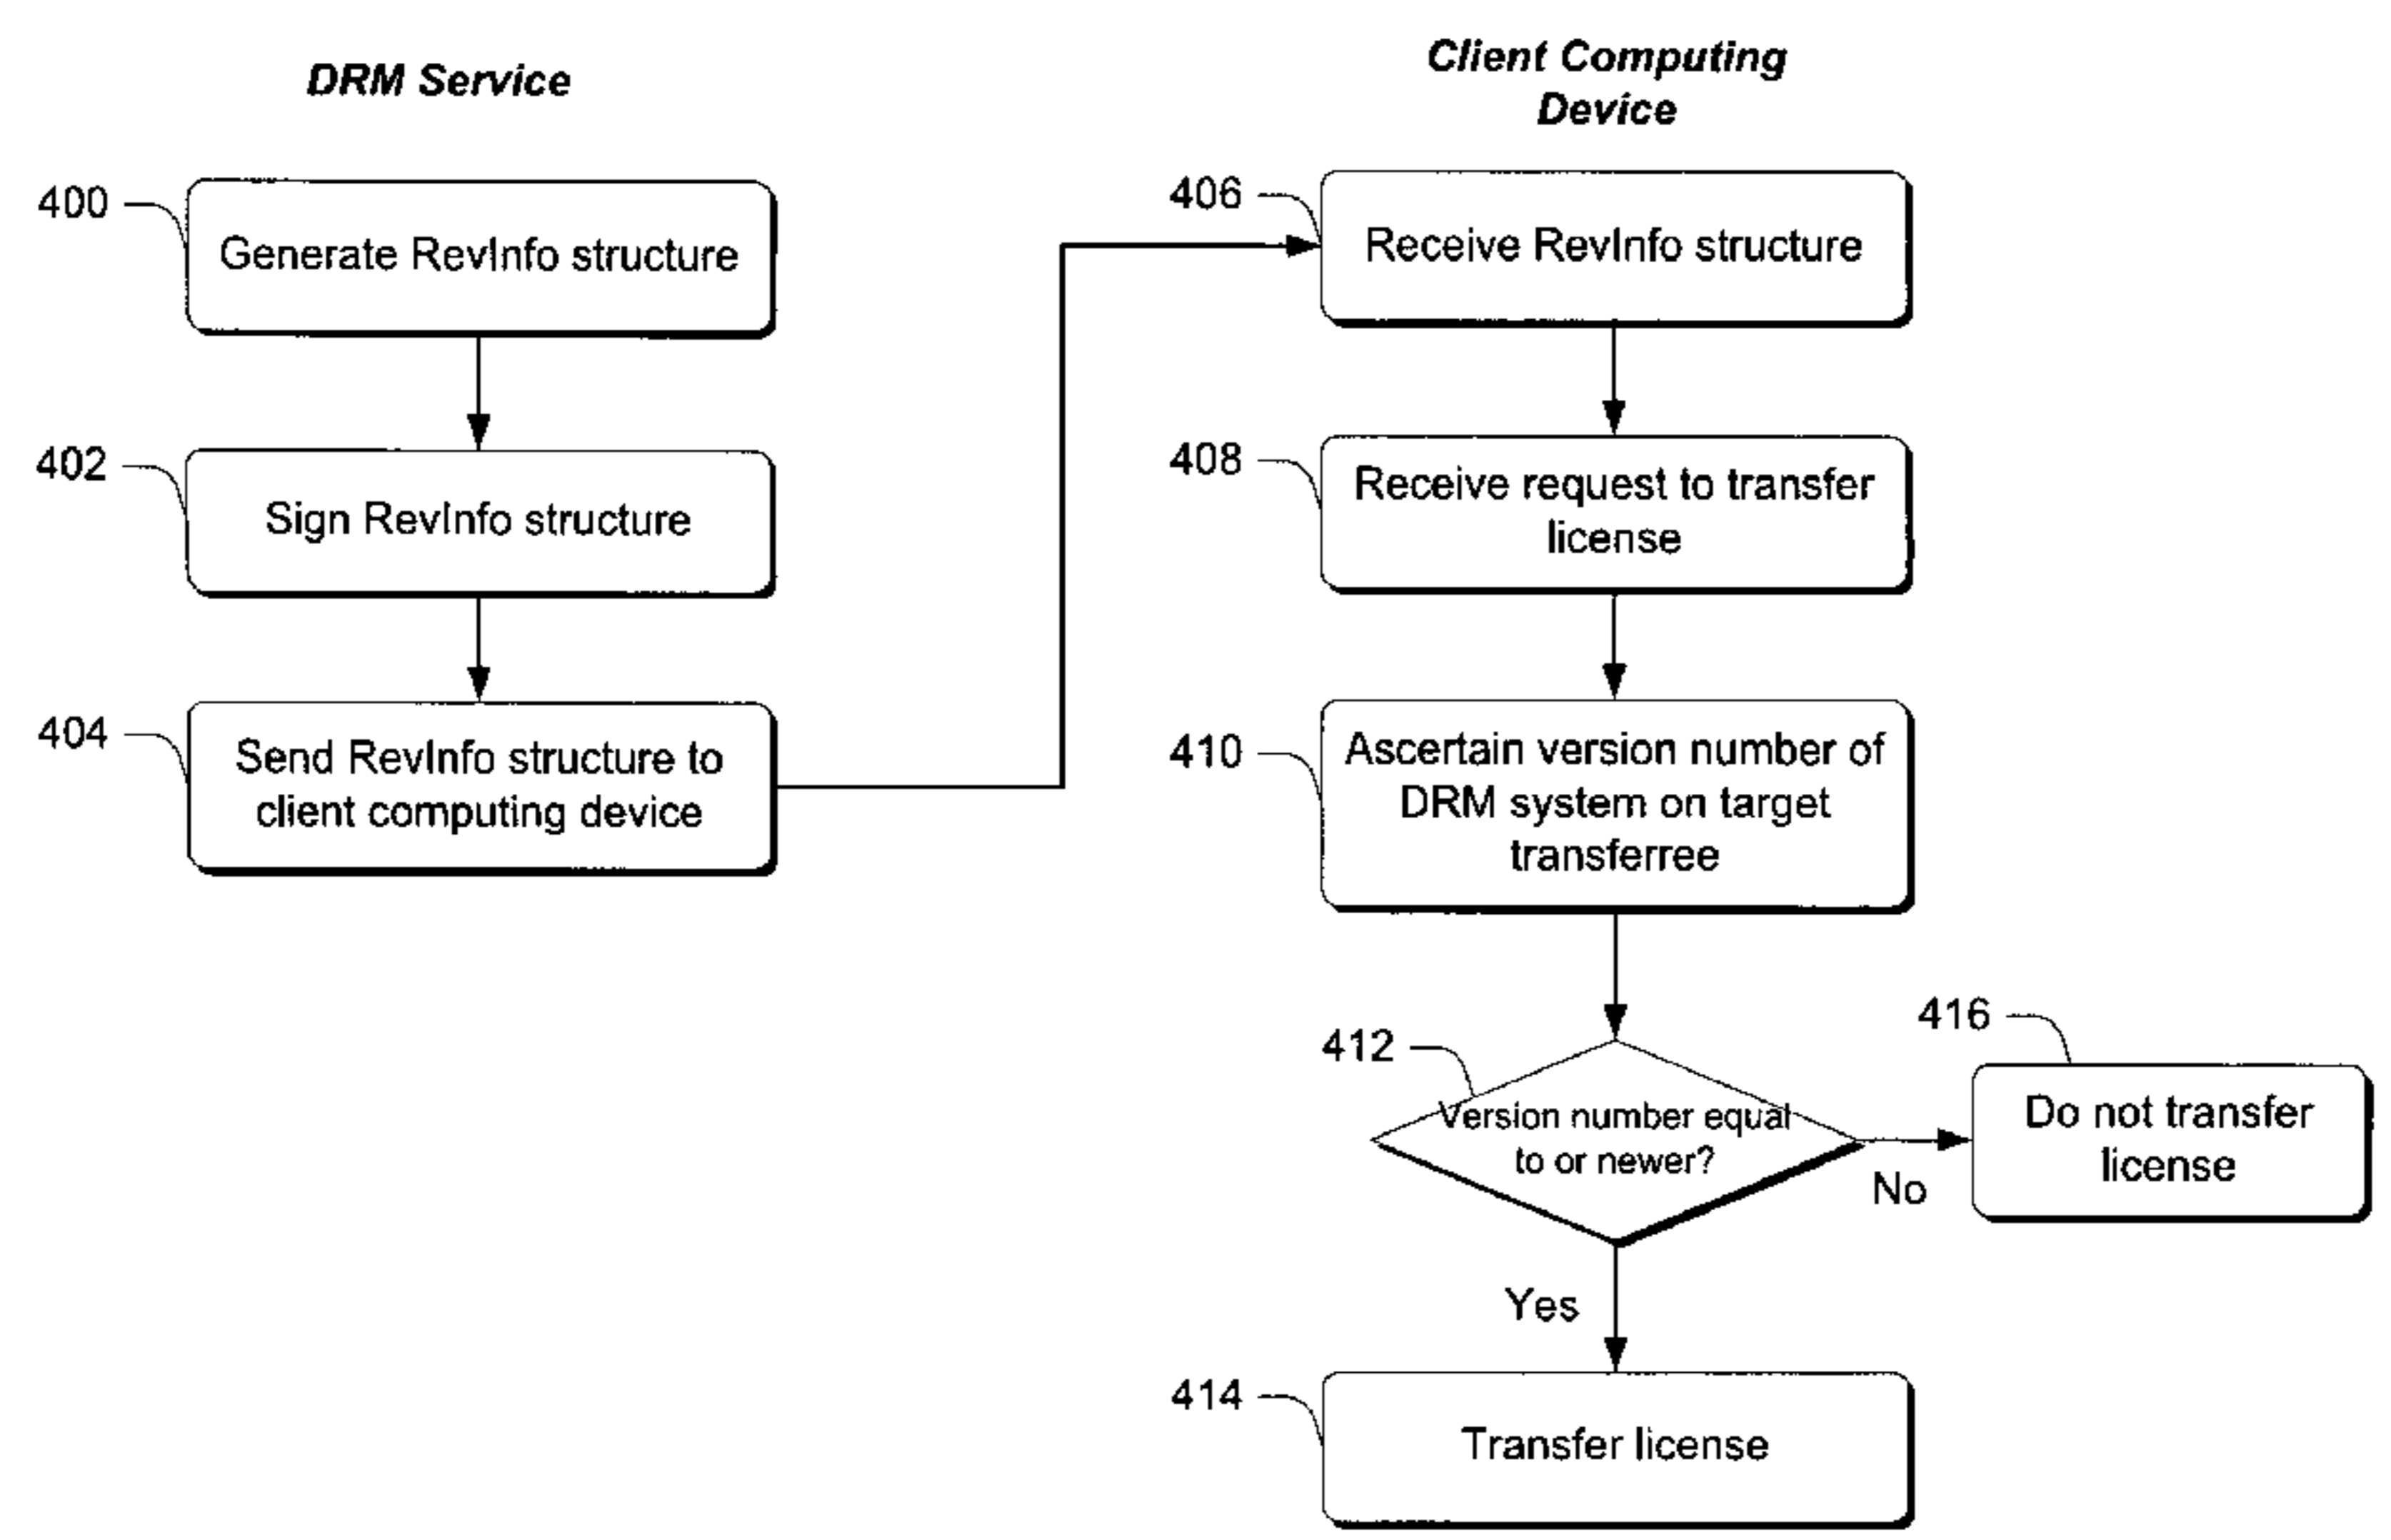 DRM Service
400
Generate RevInfo structure
402
Sign RevInfo structure
404
Send RevInfo structure to
client computing device
Client Computing
Device
406
Receive RevInfo structure
408
Receive request to transfer
license
410
Ascertain version number of
DRM system on target
transferree
412
Version number equal
to or newer?
No
416
Do not transfer
license
Yes
414
Transfer license